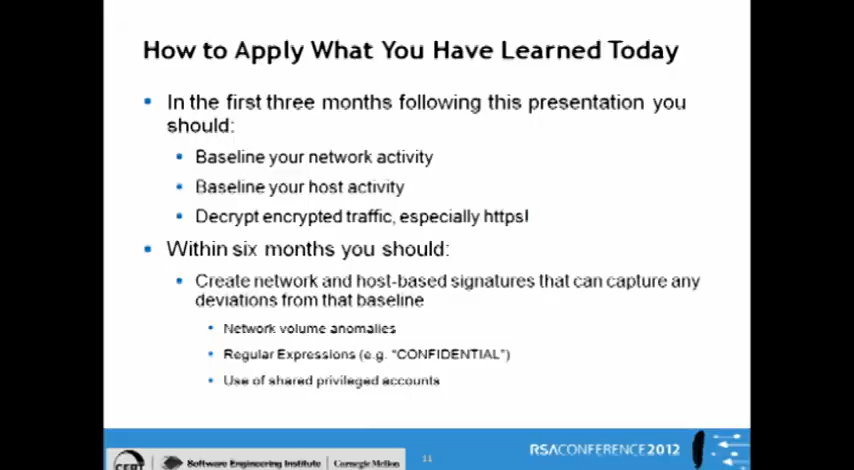 How to Apply What You Have Learned Today
In the first three months following this presentation you
should:
Baseline your network activity
Baseline your host activity
Decrypt encrypted traffic, especially https!
Within six months you should:
Create network and host-based signatures that can capture any
deviations from that baseline
Network volume anomalies
Regular Expressions (e.g. "CONFIDENTIAL")
Use of shared privileged accounts
CERT
Software Engineering Institute
Carnegie Mellon
11
RSACONFERENCE2012